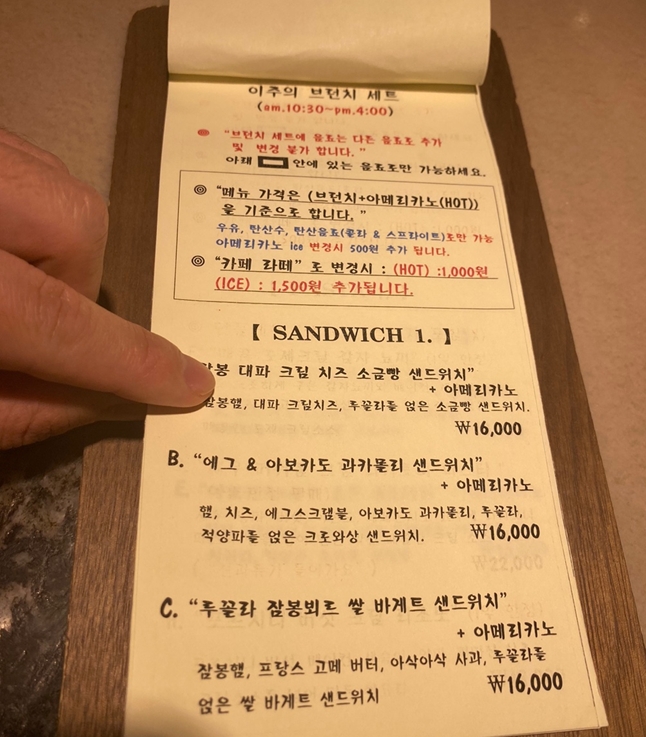 이주의 브런치 세트
(am.10:30~pm.4:00)
"브런치 세트에 음료는 다른 음료로 추가
및 변경 불가 합니다."
아래 안에 있는 음료로만 가능하세요.
"메뉴 가격은 (브런치+아메리카노(HOT))
을 기준으로 합니다."
우유, 탄산수, 탄산음료(콜라 & 스프라이트)로만 가능
아메리카노 ice 변경시 500원 추가 됩니다.
"카페 라떼" 로 변경시 : (HOT) :1,000원
(ICE) : 1,500원 추가됩니다.
【 SANDWICH 1. 】
잠봉 대파 크림 치즈 소금빵 샌드위치"
+ 아메리카노
잠봉햄, 대파 크림치즈, 루꼴라를 얹은 소금빵 샌드위치.
₩16,000
B. "에그 & 아보카도 과카몰리 샌드위치"
+ 아메리카노
햄, 치즈, 에그스크램블, 아보카도 과카몰리, 루꼴라,
적양파를 얹은 크로와상 샌드위치. ₩16,000
₩22,000
C. "루꼴라 잠봉뵈르 쌀 바게트 샌드위치"
+ 아메리카노
잠봉햄, 프랑스 고메 버터, 아삭아삭 사과, 루꼴라를
얹은 쌀 바게트 샌드위치 ₩16,000